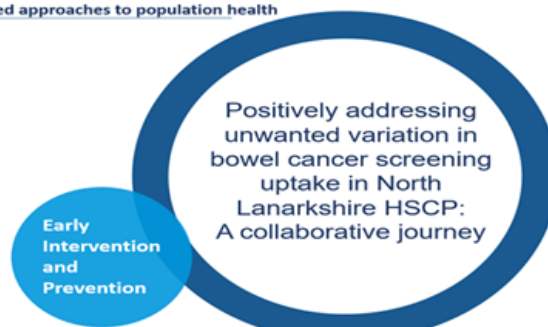 ed approaches to population health
Positively addressing
unwanted variation in
bowel cancer screening
uptake in North
Lanarkshire HSCP:
A collaborative journey
Early
Intervention
and
Prevention